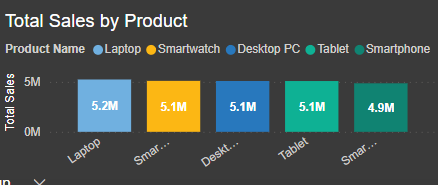 Total Sales by Product
Product Name Laptop Smartwatch Desktop PC Tablet Smartphone
Total Sales
5M
0M
5.2M 5.1M 5.1M 5.1M 4.9M
Laptop Smar... Deskt... Tablet Smar...